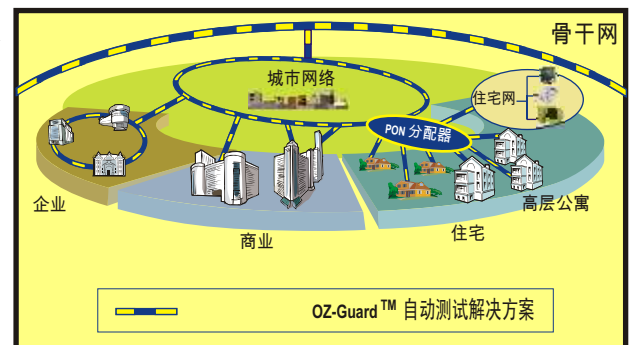 骨干网
城市网络
住宅网
PON 分配器
企业
商业
住宅
高层公寓
OZ-Guard™ 自动测试解决方案